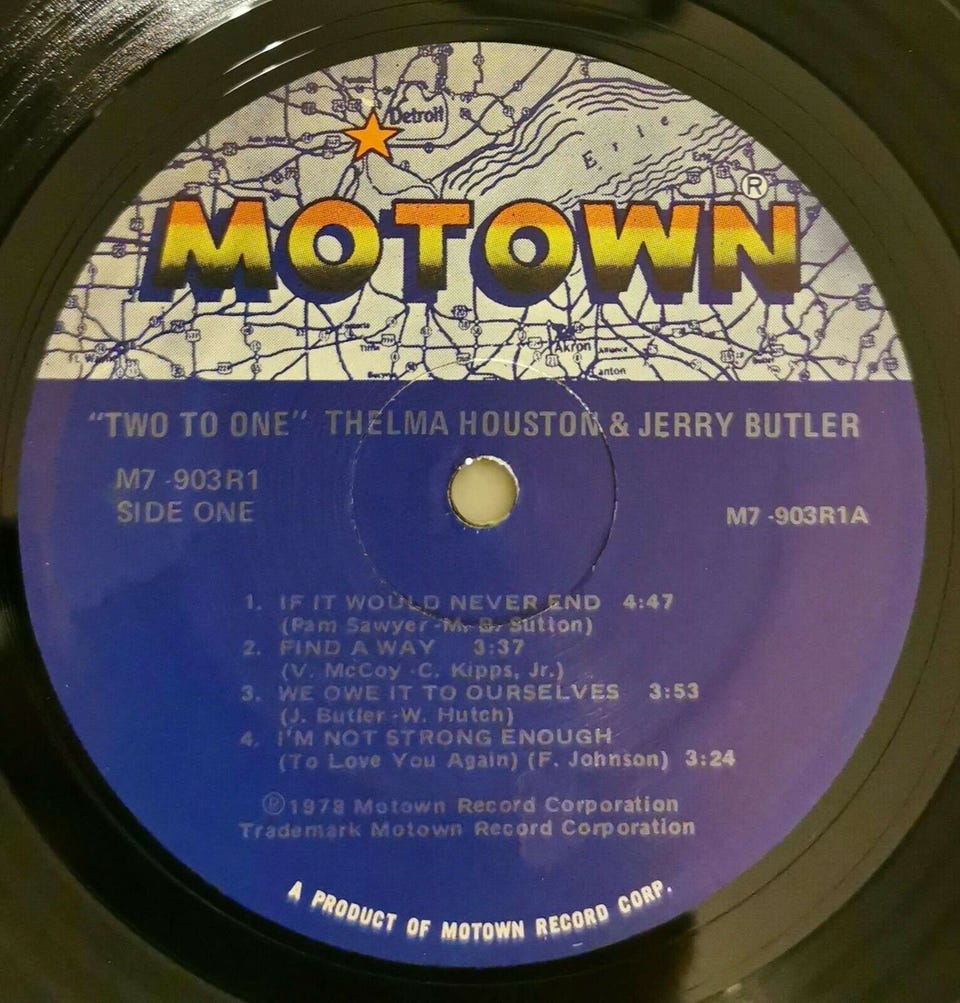 Detroit
Erie
®
MOTOWN
Akron
"TWO TO ONE" THELMA HOUSTON & JERRY BUTLER
M7 -903R1
SIDE ONE
M7 -903R1A
1. IF IT WOULD NEVER END 4:47
(Pam Sawyer-M. B. Sutton)
2. FIND A WAY 3:37
(V. McCoy -C. Kipps, Jr.)
3. WE OWE IT TO OURSELVES 3:53
(J. Butler -W. Hutch)
4. I'M NOT STRONG ENOUGH
(To Love You Again) (F. Johnson) 3:24
℗1978 Motown Record Corporation
Trademark Motown Record Corporation
A PRODUCT OF MOTOWN RECORD CORP.